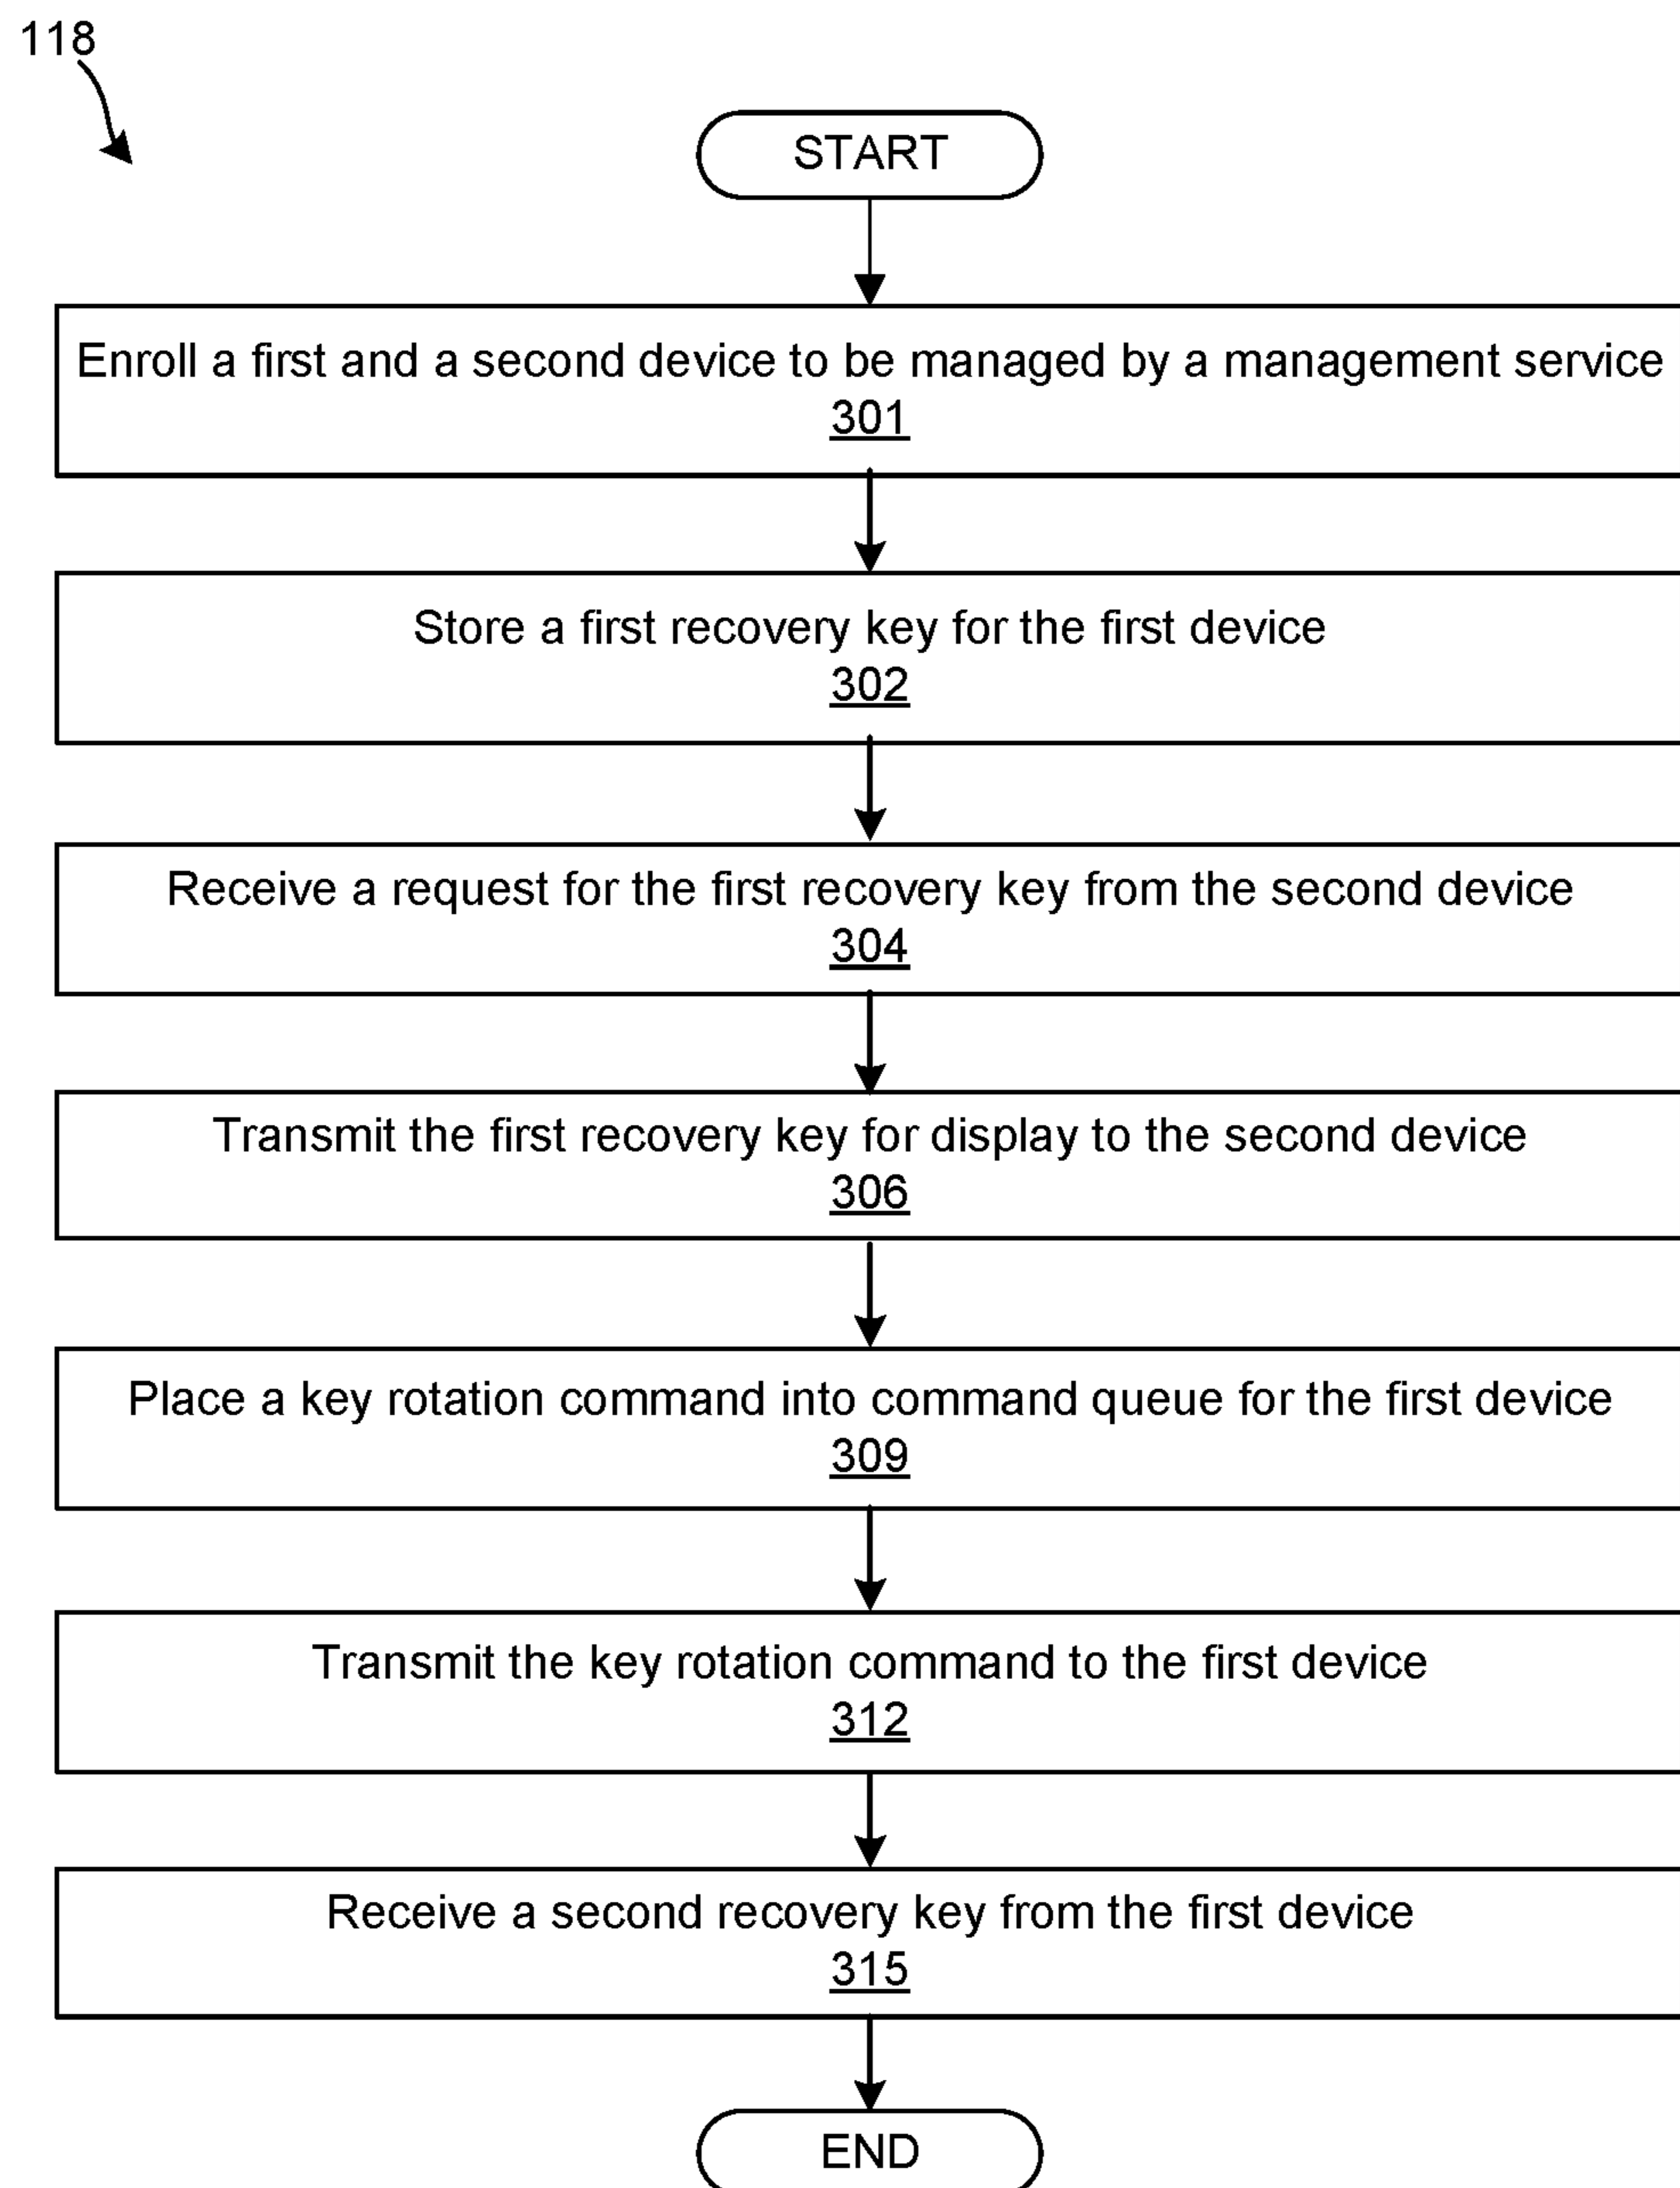 118
START
Enroll a first and a second device to be managed by a management service
301
Store a first recovery key for the first device
302
Receive a request for the first recovery key from the second device
304
Transmit the first recovery key for display to the second device
306
Place a key rotation command into command queue for the first device
309
Transmit the key rotation command to the first device
312
Receive a second recovery key from the first device
315
END